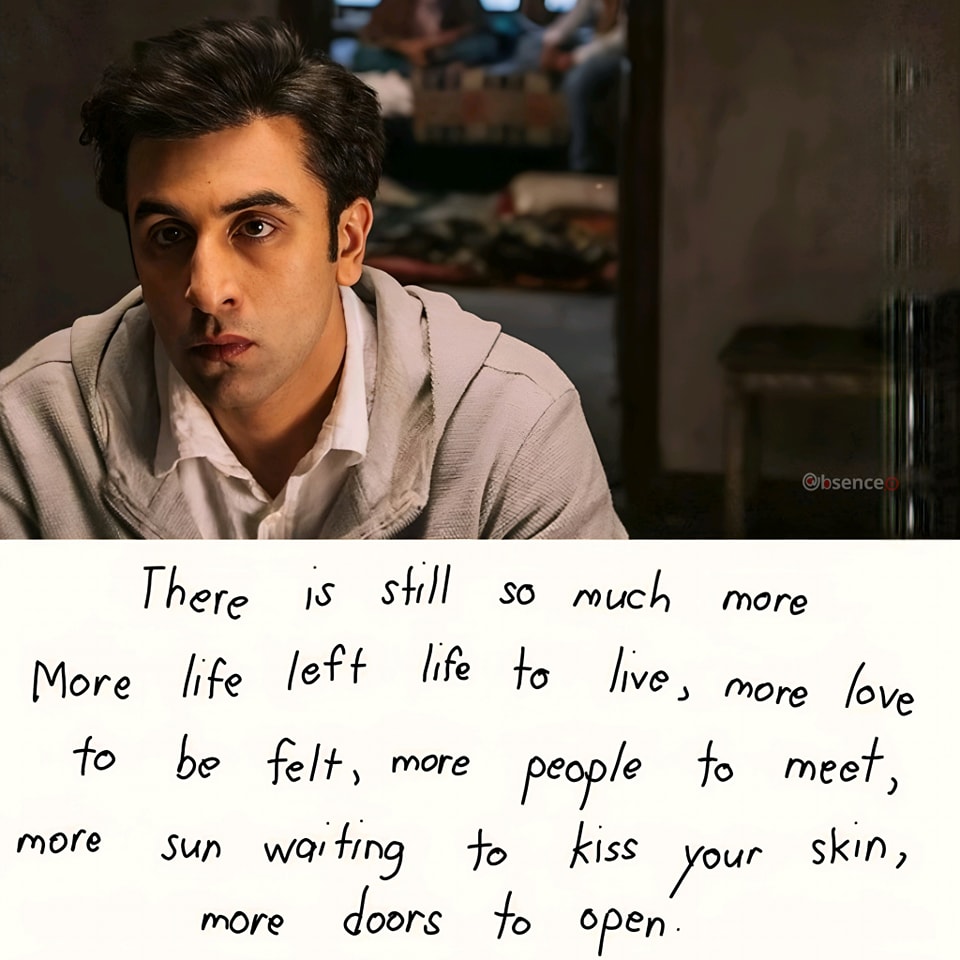 @bsence
There is still so much more
More life left life to live, more love
to be felt, more people to meet,
more sun waiting to kiss your skin,
more doors to open.